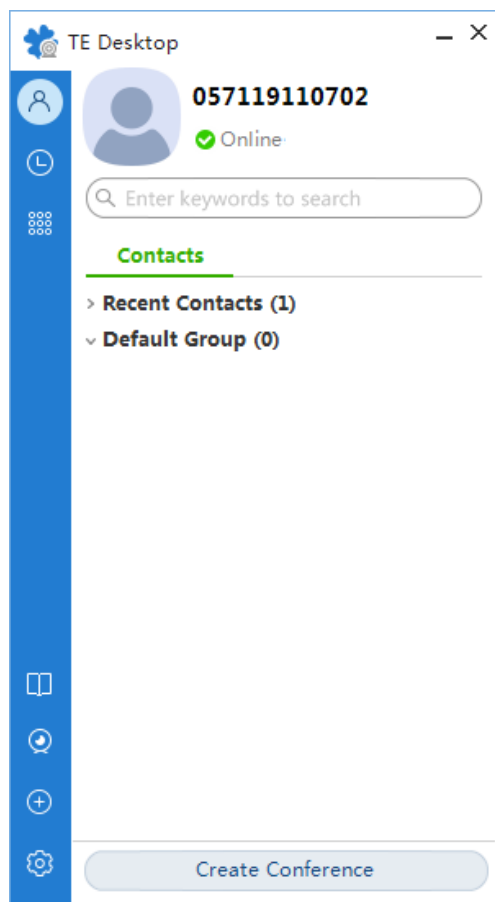 TE Desktop
057119110702
Online
Enter keywords to search
Contacts
Recent Contacts (1)
Default Group (0)
Create Conference